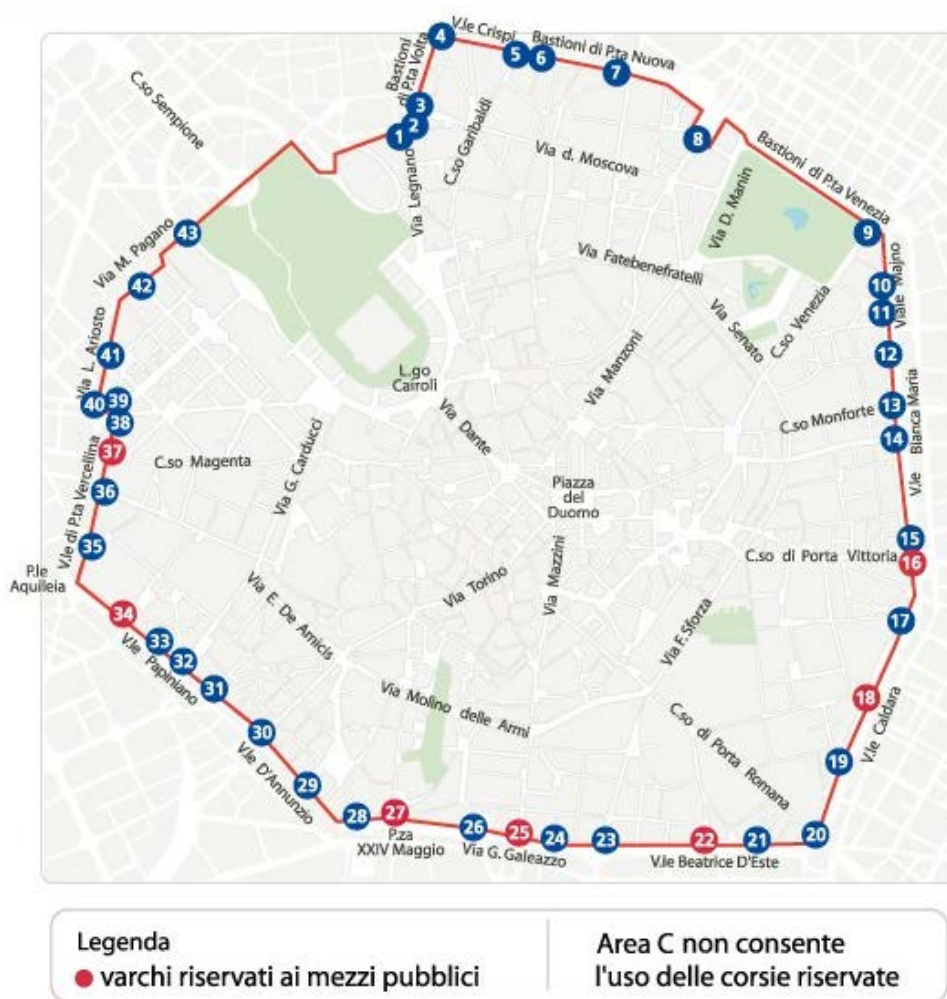 4
V.le Crispi
5
6
Bastioni di P.ta Nuova
7
Bastioni
di P.ta Volta
3
2
1
8
C.so Sempione
Via Legnano
C.so Garibaldi
Via d. Moscova
Bastioni di P.ta Venezia
Via D. Manin
9
43
Via M. Pagano
42
Via Fatebenefratelli
Via Senato
C.so Venezia
10
11
Viale Majno
12
Via L. Ariosto
41
40
39
38
L.go
Cairoli
Via Manzoni
Via Dante
13
C.so Monforte
14
V.le Bianca Maria
37
36
35
V.le di P.ta Vercellina
C.so Magenta
Via G. Carducci
Piazza
del
Duomo
15
C.so di Porta Vittoria
16
P.le
Aquilleia
34
33
32
31
V.le Papiniano
Via E. De Amicis
Via Torino
Via Mazzini
Via F. Sforza
17
18
V.le Caldara
19
Via Molino delle Armi
C.so di Porta Romana
30
V.le D'Annunzio
29
28
27
P.za
XXIV Maggio
26
Via G. Galeazzo
25
24
23
22
V.le Beatrice D'Este
21
20
Legenda
varchi riservati ai mezzi pubblici
Area C non consente
l'uso delle corsie riservate